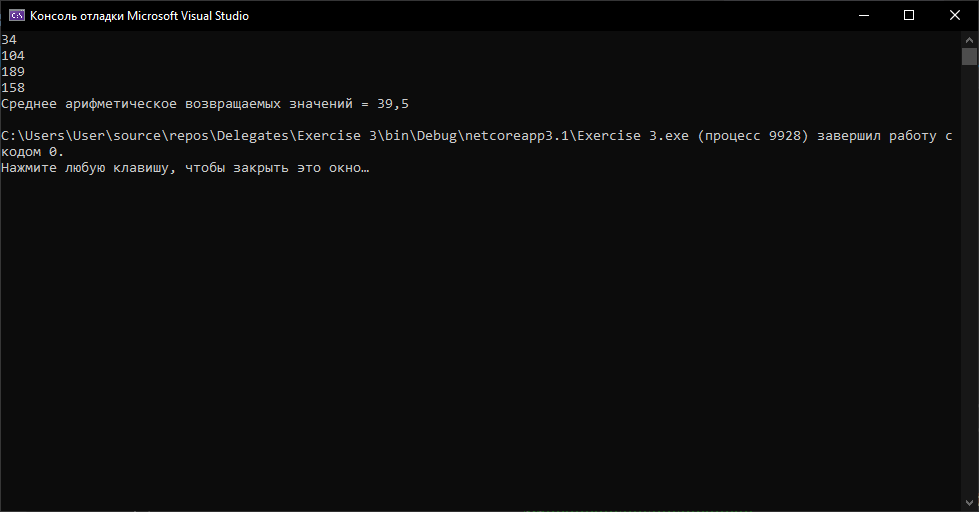 Консоль отладки Microsoft Visual Studio
34
104
189
158
Среднее арифметическое возвращаемых значений = 39,5
C:\Users\User\source\repos\Delegates\Exercise 3\bin\Debug\netcoreapp3.1\Exercise 3.exe (процесс 9928) завершил работу с
кодом 0.
Нажмите любую клавишу, чтобы закрыть это окно…